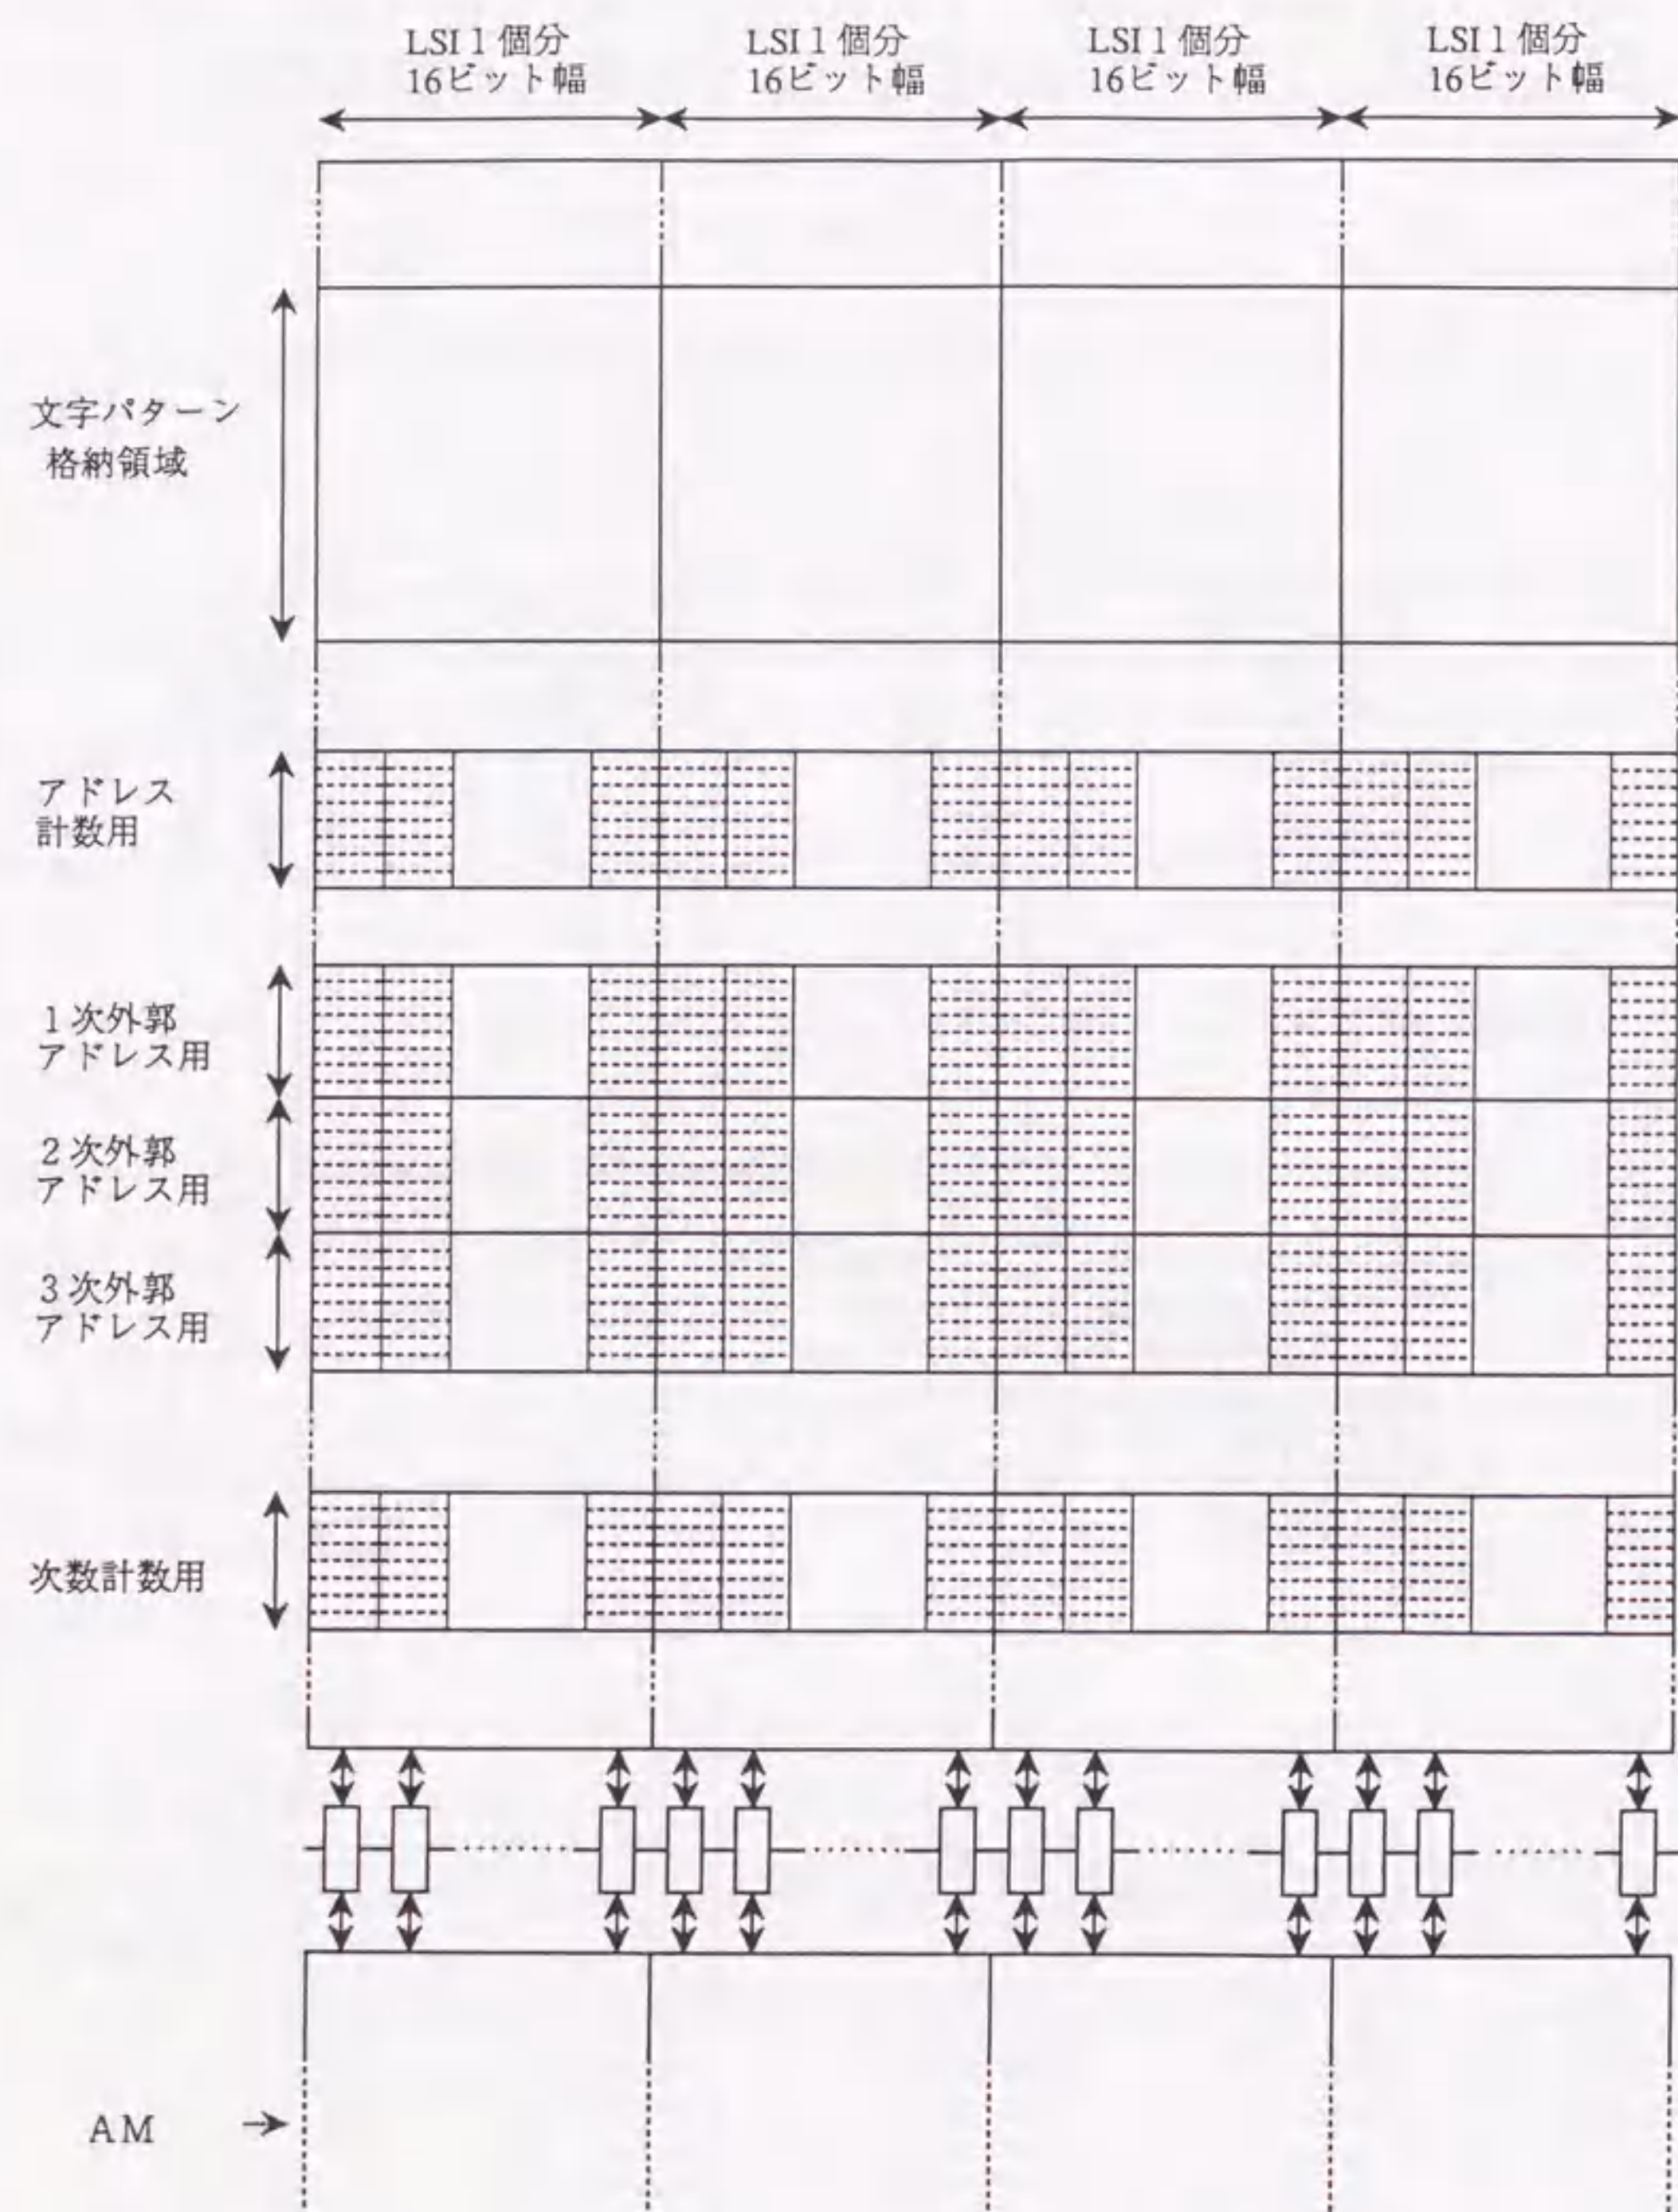 LSI 1 個分
16ビット幅
LSI 1 個分
16ビット幅
LSI 1 個分
16ビット幅
LSI 1 個分
16ビット幅
文字パターン
格納領域
アドレス
計数用
1 次外郭
アドレス用
2 次外郭
アドレス用
3 次外郭
アドレス用
次数計数用
AM